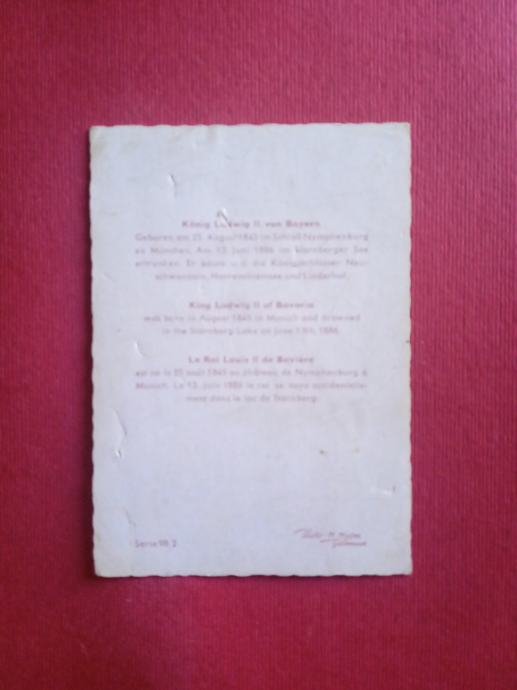 König Ludwig II. von Bayern
Geboren am 25. August 1845 im Schloß Nymphenburg
zu München. Am 13. Juni 1886 im Starnberger See
ertrunken. Er baute u. a. die Königsschlösser Neu-
schwanstein, Herrenchiemsee und Linderhof.
King Ludwig II of Bavaria
was born in August 1845 in Munich and drowned
in the Starnberg Lake on June 13th, 1886.
Le Roi Louis II de Bavière
est né le 25 août 1845 au château de Nymphenburg à
Munich. Le 13. Juin 1886 le roi se noya accidentelle-
ment dans le lac de Starnberg.
Serie 98/2